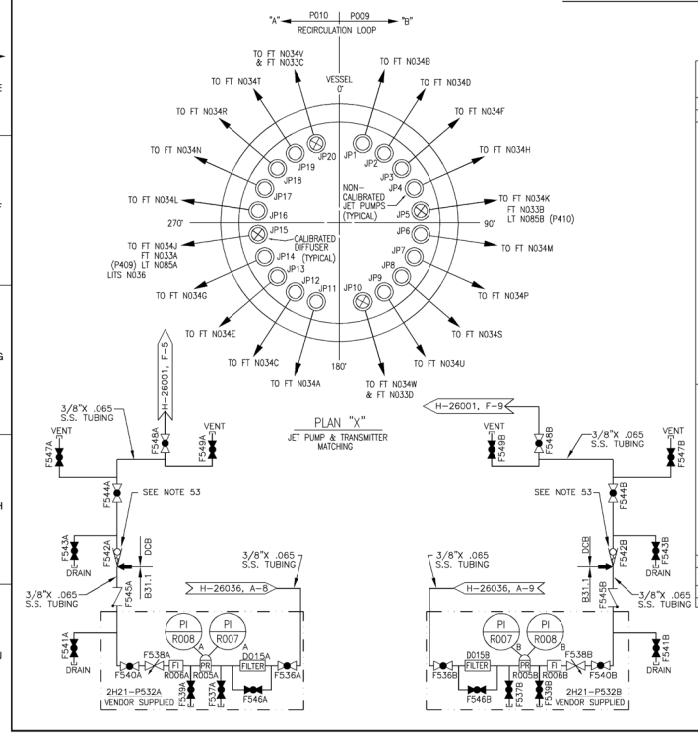 "A" P010 P009 "B"
RECIRCULATION LOOP
TO FT N034V
& FT N033C
VESSEL
0'
TO FT N034B
TO FT N034T
TO FT N034D
TO FT N034R
TO FT N034F
TO FT N034N
TO FT N034H
TO FT N034L
TO FT N034K
FT N033B
LT N085B (P410)
270'
90'
TO FT N034J
FT N033A
(P409) LT N085A
LITS N036
TO FT N034M
TO FT N034G
TO FT N034P
TO FT N034E
TO FT N034S
TO FT N034C
TO FT N034U
TO FT N034A
180'
TO FT N034W
& FT N033D
JP20
JP1
JP19
JP2
JP18
JP3
JP17
JP4
JP16
JP5
JP15
JP6
JP14
JP7
JP13
JP8
JP12
JP9
JP11
JP10
NON-
CALIBRATED
JET PUMPS
(TYPICAL)
CALIBRATED
DIFFUSER
(TYPICAL)
PLAN "X"
JET PUMP & TRANSMITTER
MATCHING
H-26001, F-5
3/8"X .065
S.S. TUBING
VENT
F547A
F548A
F549A
VENT
F544A
SEE NOTE 53
F543A
F542A
DRAIN
DCB
B31.1
3/8"X .065
S.S. TUBING
F545A
3/8"X .065
S.S. TUBING
H-26036, A-8
F541A
DRAIN
PI
R008
A
PI
R007
A
F540A
F538A
FI
R006A
PR
R005A
D015A
FILTER
F536A
F539A
F537A
F546A
2H21-P532A
VENDOR SUPPLIED
H-26001, F-9
VENT
F549B
F548B
3/8"X .065
S.S. TUBING
VENT
F547B
SEE NOTE 53
F544B
F542B
F543B
DRAIN
DCB
B31.1
3/8"X .065
S.S. TUBING
3/8"X .065
S.S. TUBING
F545B
H-26036, A-9
F541B
DRAIN
PI
R007
B
PI
R008
B
F536B
D015B
FILTER
PR
R005B
FI
R006B
F538B
F540B
F546B
F537B
F539B
2H21-P532B
VENDOR SUPPLIED
E
F
G
H